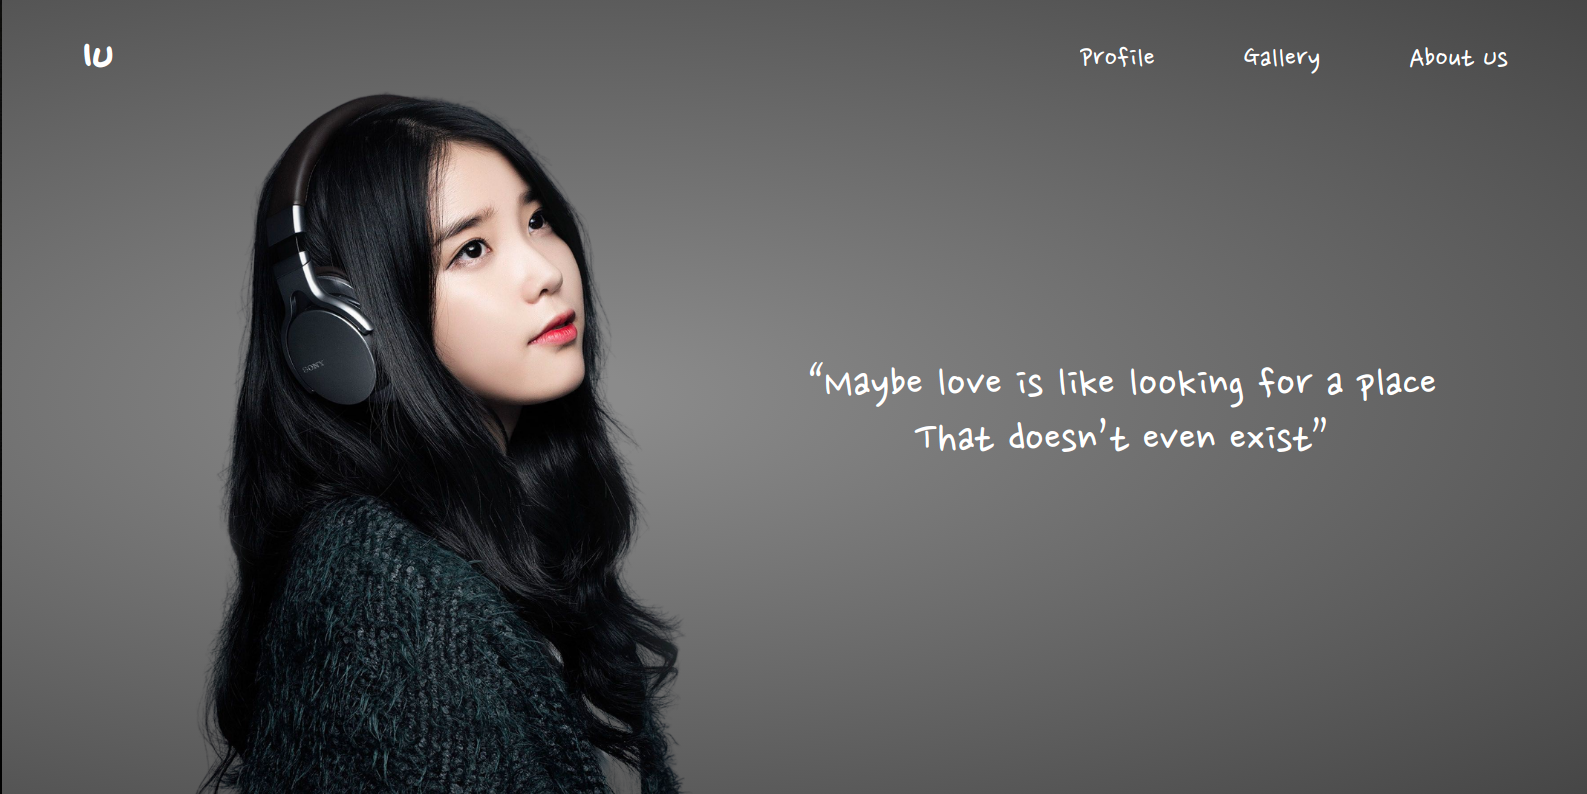 IU
Profile
Gallery
About us
SONY
“Maybe love is like looking for a place
That doesn’t even exist”